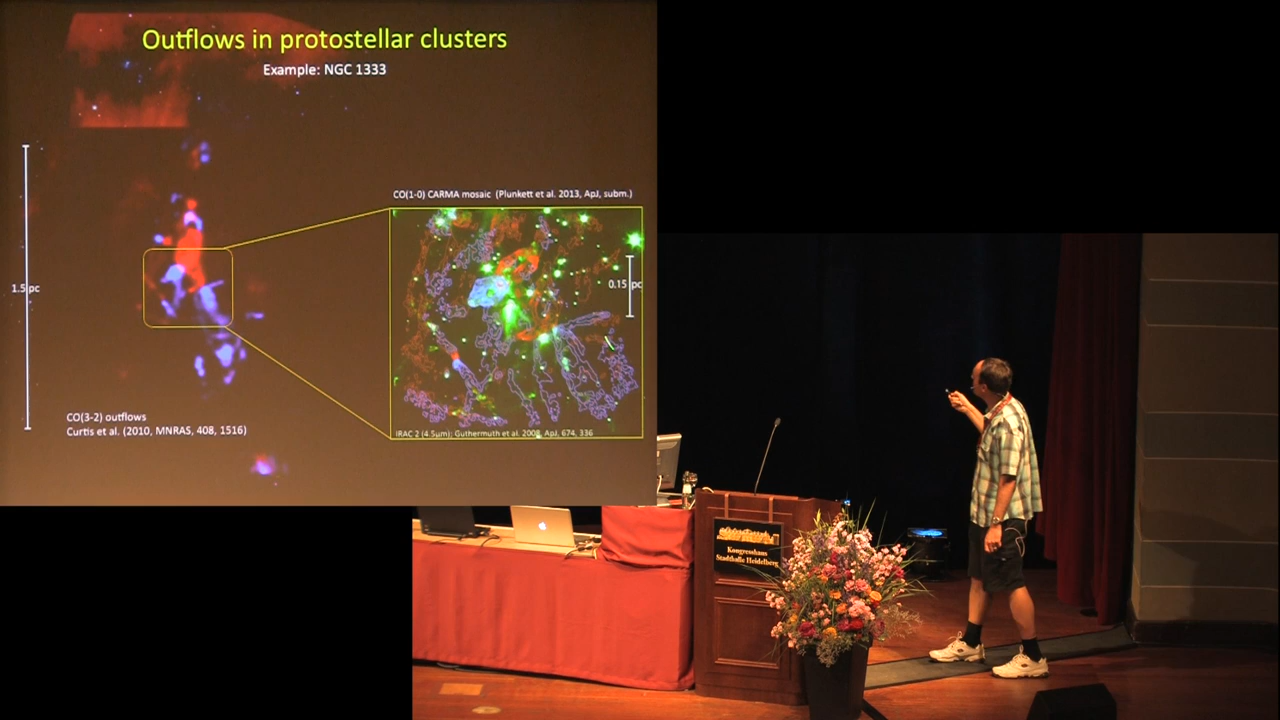 Outflows in protostellar clusters
Example: NGC 1333
CO(1-0) CARMA mosaic (Plunkett et al. 2013, ApJ, subm.)
1.5 pc
0.15 pc
CO(3-2) outflows
Curtis et al. (2010, MNRAS, 408, 1516)
IRAC 2 (4.5μm): Guthermuth et al. 2008, ApJ, 674, 336
Kongresshaus
Stadthalle Heidelberg